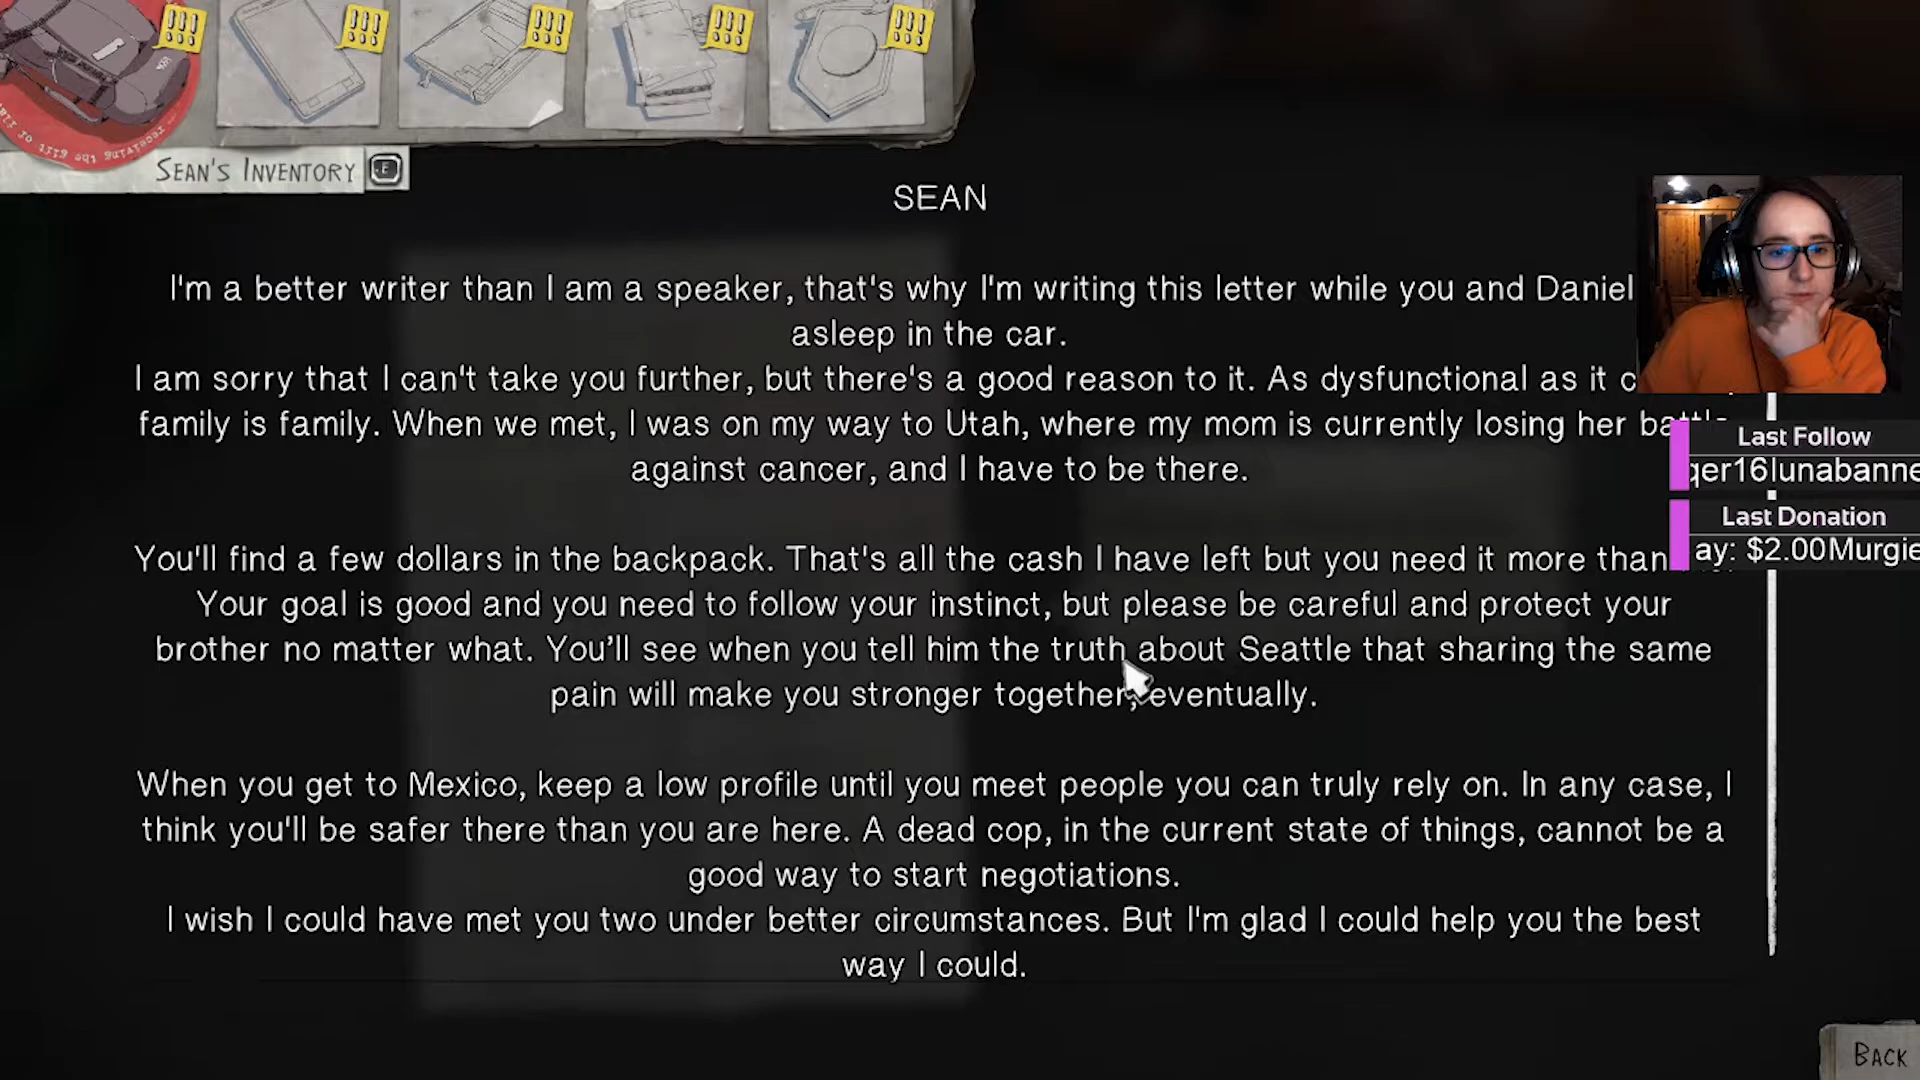 SEAN'S INVENTORY
E
SEAN
I'm a better writer than I am a speaker, that's why I'm writing this letter while you and Daniel
asleep in the car.
I am sorry that I can't take you further, but there's a good reason to it. As dysfunctional as it c
family is family. When we met, I was on my way to Utah, where my mom is currently losing her battle
against cancer, and I have to be there.
You'll find a few dollars in the backpack. That's all the cash I have left but you need it more than
Your goal is good and you need to follow your instinct, but please be careful and protect your
brother no matter what. You'll see when you tell him the truth about Seattle that sharing the same
pain will make you stronger together, eventually.
When you get to Mexico, keep a low profile until you meet people you can truly rely on. In any case, I
think you'll be safer there than you are here. A dead cop, in the current state of things, cannot be a
good way to start negotiations.
I wish I could have met you two under better circumstances. But I'm glad I could help you the best
way I could.
Last Follow
ger16lunabanne
Last Donation
ay: $2.00Murgie
BACK